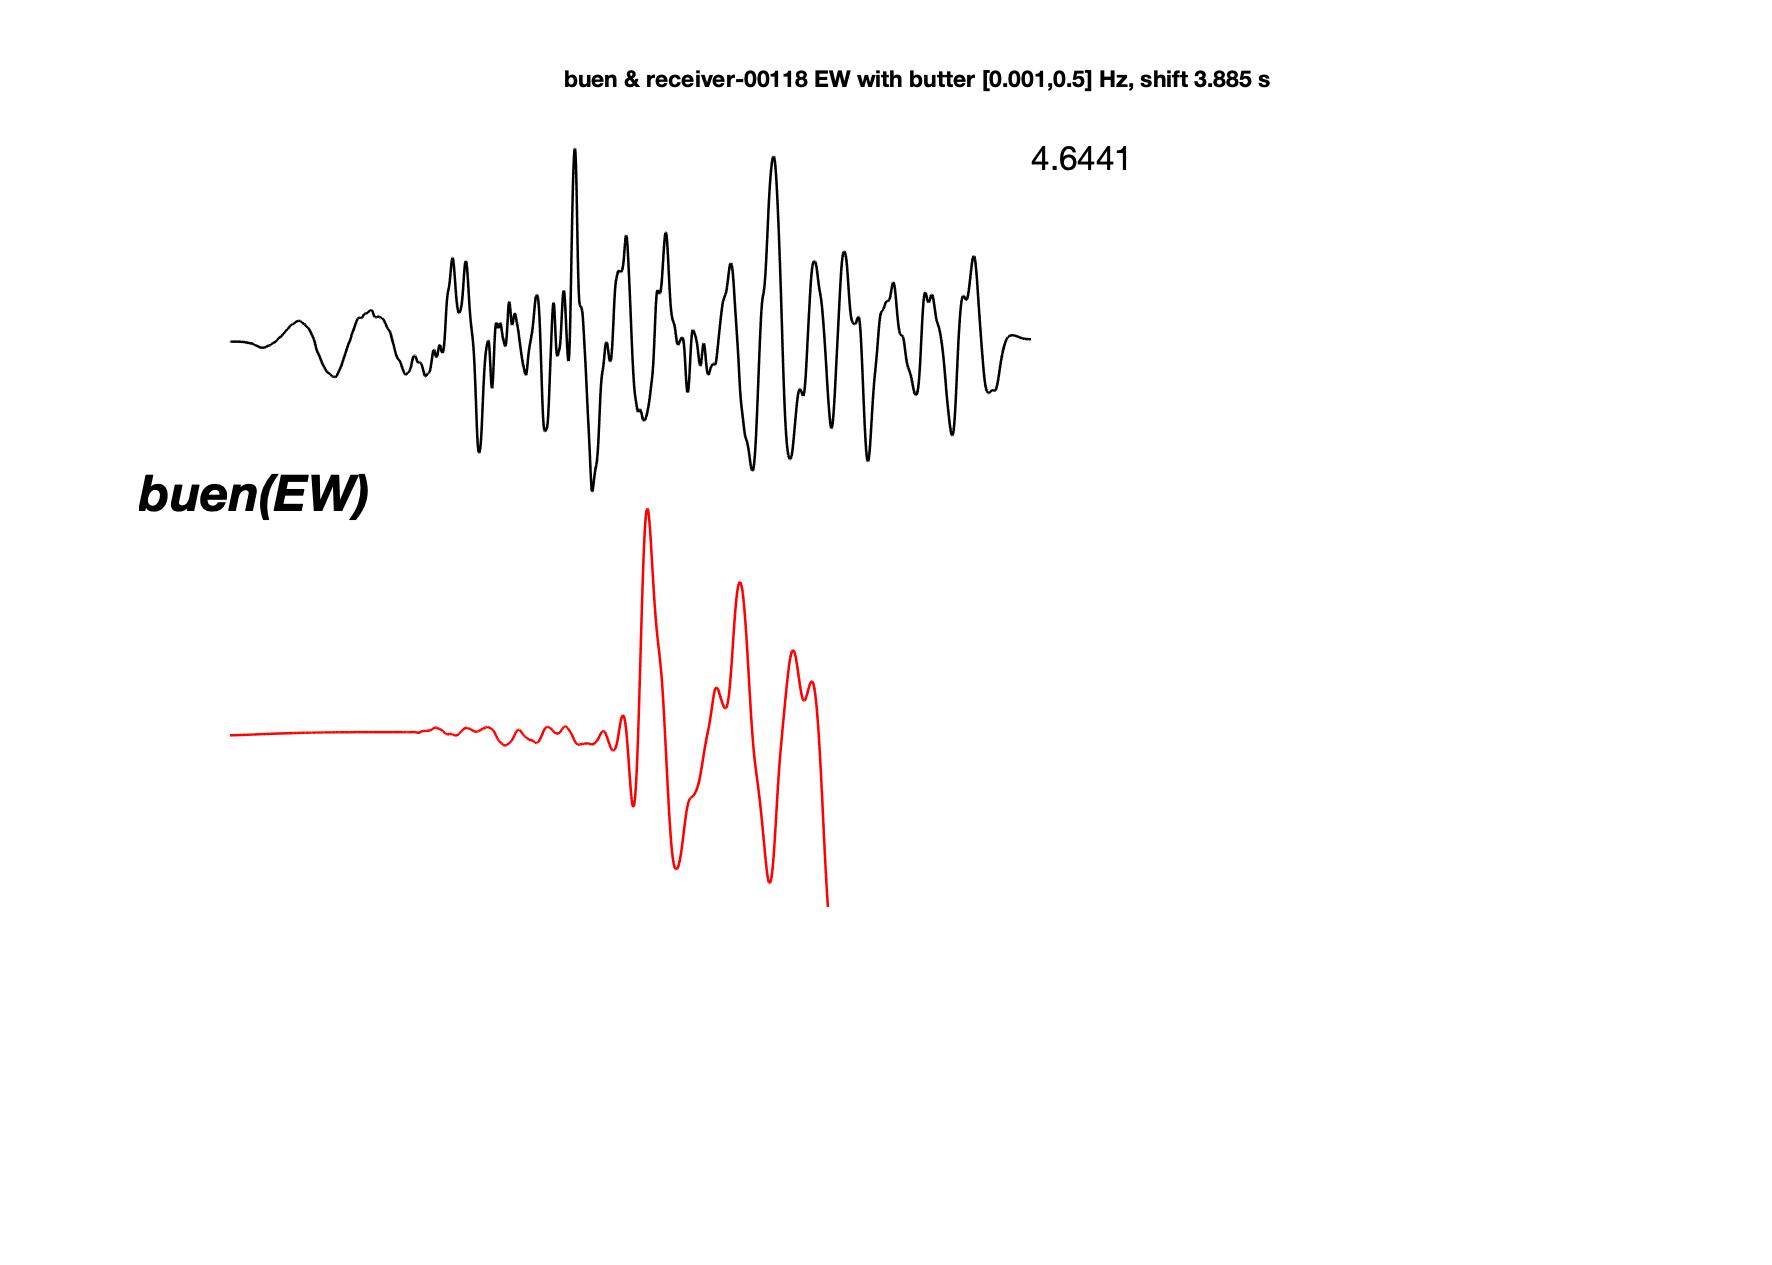 buen & receiver-00118 EW with butter [0.001,0.5] Hz, shift 3.885 s
4.6441
buen(EW)